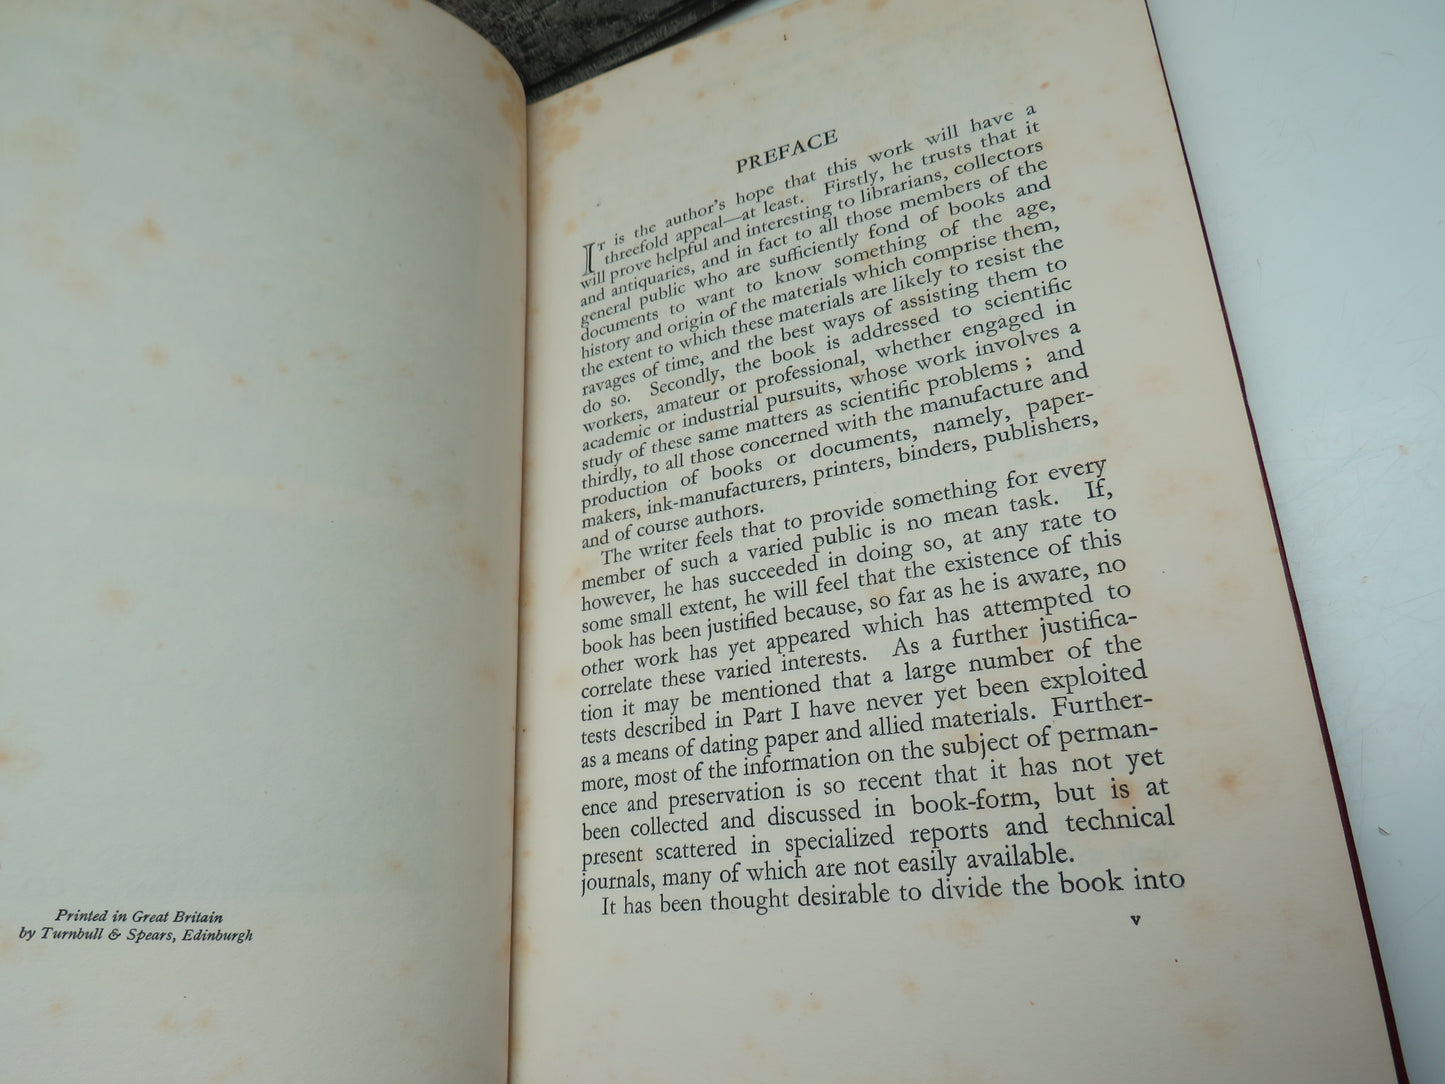 Printed in Great Britain
by Turnbull & Spears, Edinburgh
PREFACE
It is the author's hope that this work will have a
threefold appeal—at least. Firstly, he trusts that it
will prove helpful and interesting to librarians, collectors
and antiquaries, and in fact to all those members of the
general public who are sufficiently fond of books and
documents to want to know something of the age,
history and origin of the materials which comprise them,
the extent to which these materials are likely to resist the
ravages of time, and the best ways of assisting them to
do so. Secondly, the book is addressed to scientific
workers, amateur or professional, whether engaged in
academic or industrial pursuits, whose work involves a
study of these same matters as scientific problems ; and
thirdly, to all those concerned with the manufacture and
production of books or documents, namely, paper-
makers, ink-manufacturers, printers, binders, publishers,
and of course authors.
The writer feels that to provide something for every
member of such a varied public is no mean task. If,
however, he has succeeded in doing so, at any rate to
some small extent, he will feel that the existence of this
book has been justified because, so far as he is aware, no
other work has yet appeared which has attempted to
correlate these varied interests. As a further justifica-
tion it may be mentioned that a large number of the
tests described in Part I have never yet been exploited
as a means of dating paper and allied materials. Further-
more, most of the information on the subject of perman-
ence and preservation is so recent that it has not yet
been collected and discussed in book-form, but is at
present scattered in specialized reports and technical
journals, many of which are not easily available.
It has been thought desirable to divide the book into
v